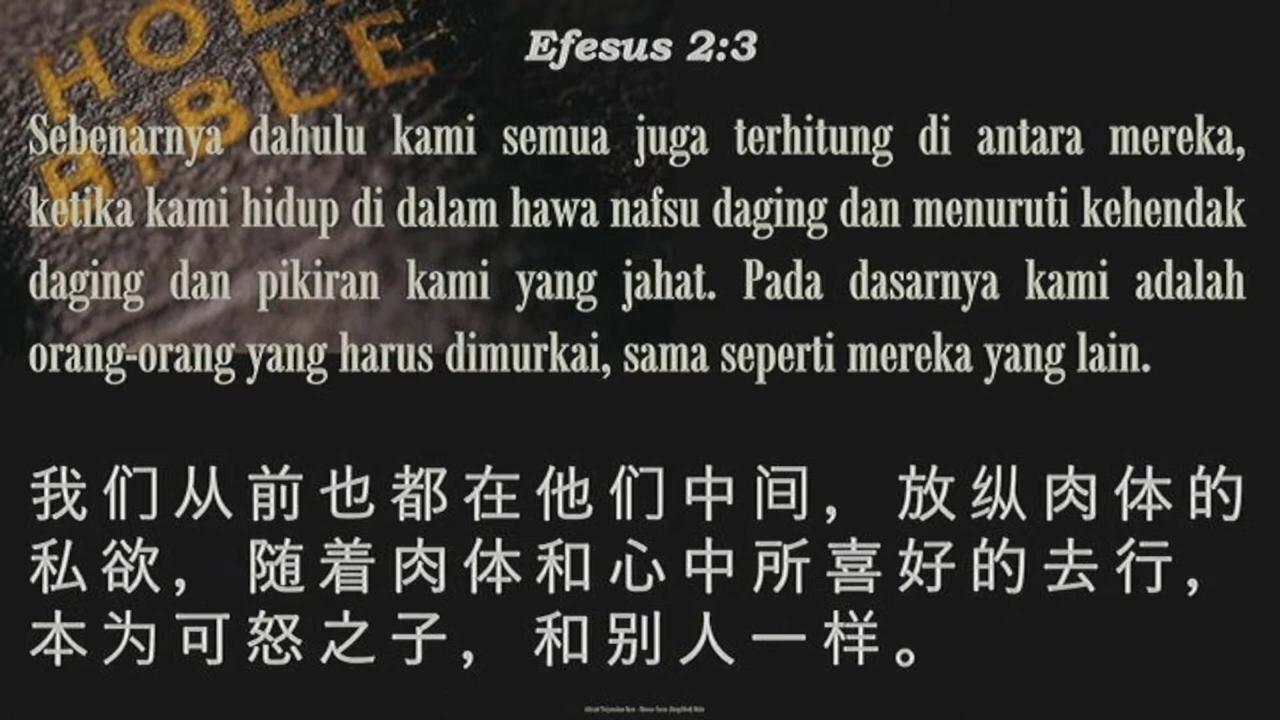 HOL
BIBLE
Efesus 2:3
Sebenarnya dahulu kami semua juga terhitung di antara mereka,
ketika kami hidup di dalam hawa nafsu daging dan menuruti kehendak
daging dan pikiran kami yang jahat. Pada dasarnya kami adalah
orang-orang yang harus dimurkai, sama seperti mereka yang lain.
我们从前也都在他们中间，放纵肉体的
私欲，随着肉体和心中所喜好的去行，
本为可怒之子，和别人一样。